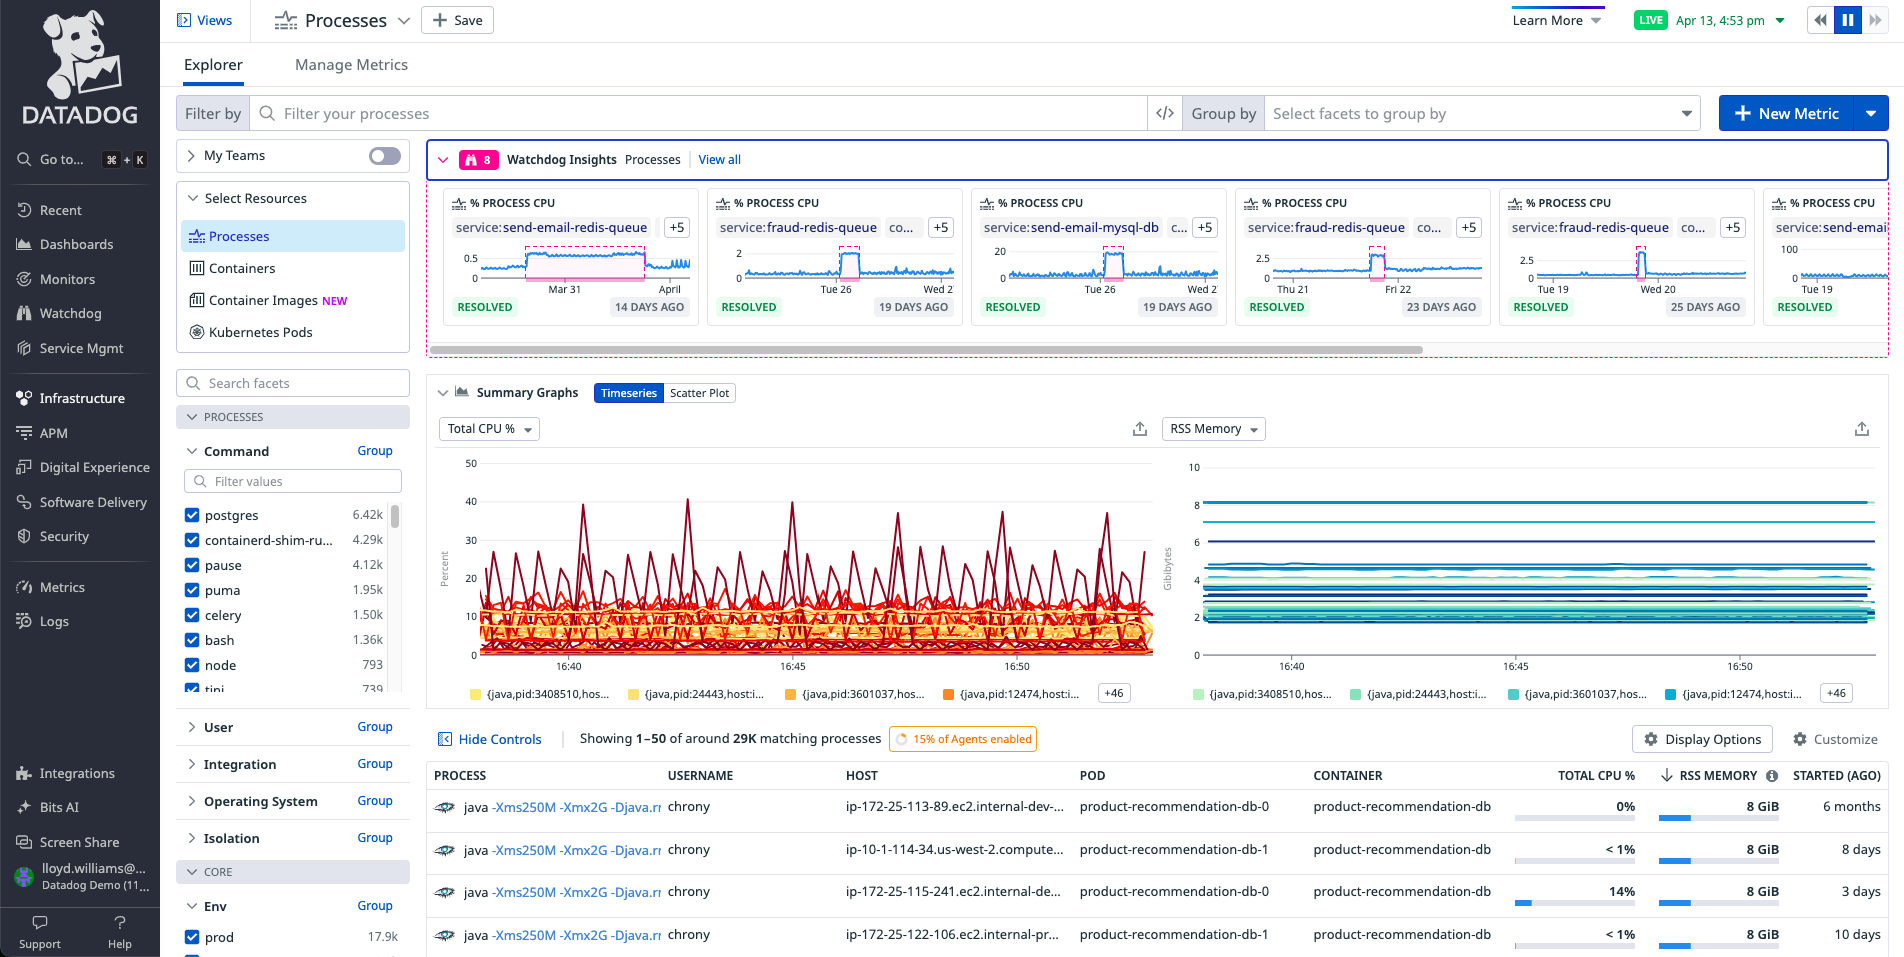 DATADOG
Go to... ⌘ + K
Recent
Dashboards
Monitors
Watchdog
Service Mgmt
Infrastructure
APM
Digital Experience
Software Delivery
Security
Metrics
Logs
Integrations
Bits AI
Screen Share
lloyd.williams@...
Datadog Demo (11...
Support Help
Views Processes Save Learn More LIVE Apr 13, 4:53 pm
Explorer Manage Metrics
Filter by Filter your processes </> Group by Select facets to group by New Metric
My Teams
Select Resources
Processes
Containers
Container Images NEW
Kubernetes Pods
Search facets
PROCESSES
Command Group
Filter values
postgres 6.42k
containerd-shim-ru... 4.29k
pause 4.12k
puma 1.95k
celery 1.50k
bash 1.36k
node 793
tini 739
User Group
Integration Group
Operating System Group
Isolation Group
CORE
Env Group
prod 17.9k
8 Watchdog Insights Processes View all
% PROCESS CPU
service:send-email-redis-queue +5
0.5
0
Mar 31 April
RESOLVED 14 DAYS AGO
% PROCESS CPU
service:fraud-redis-queue co... +5
2
0
Tue 26 Wed 2
RESOLVED 19 DAYS AGO
% PROCESS CPU
service:send-email-mysql-db c... +5
20
0
Tue 26 Wed 2
RESOLVED 19 DAYS AGO
% PROCESS CPU
service:fraud-redis-queue co... +5
2.5
0
Thu 21 Fri 22
RESOLVED 23 DAYS AGO
% PROCESS CPU
service:fraud-redis-queue co... +5
2.5
0
Tue 19 Wed 20
RESOLVED 25 DAYS AGO
% PROCESS CPU
service:send-emai
100
0
Tue 19
RESOLVED
Summary Graphs Timeseries Scatter Plot
Total CPU %
50
40
30
20
10
0
Percent
16:40 16:45 16:50
{java,pid:3408510,hos... {java,pid:24443,host:i... {java,pid:3601037,hos... {java,pid:12474,host:i... +46
RSS Memory
10
8
6
4
2
0
Gibibytes
16:40 16:45 16:50
{java,pid:3408510,hos... {java,pid:24443,host:i... {java,pid:3601037,hos... {java,pid:12474,host:i... +46
Hide Controls Showing 1–50 of around 29K matching processes 15% of Agents enabled Display Options Customize
PROCESS USERNAME HOST POD CONTAINER TOTAL CPU % RSS MEMORY STARTED (AGO)
java -Xms250M -Xmx2G -Djava.rr chrony ip-172-25-113-89.ec2.internal-dev-... product-recommendation-db-0 product-recommendation-db 0% 8 GiB 6 months
java -Xms250M -Xmx2G -Djava.rr chrony ip-10-1-114-34.us-west-2.compute... product-recommendation-db-1 product-recommendation-db < 1% 8 GiB 8 days
java -Xms250M -Xmx2G -Djava.rr chrony ip-172-25-115-241.ec2.internal-de... product-recommendation-db-0 product-recommendation-db 14% 8 GiB 3 days
java -Xms250M -Xmx2G -Djava.rr chrony ip-172-25-122-106.ec2.internal-pr... product-recommendation-db-1 product-recommendation-db < 1% 8 GiB 10 days